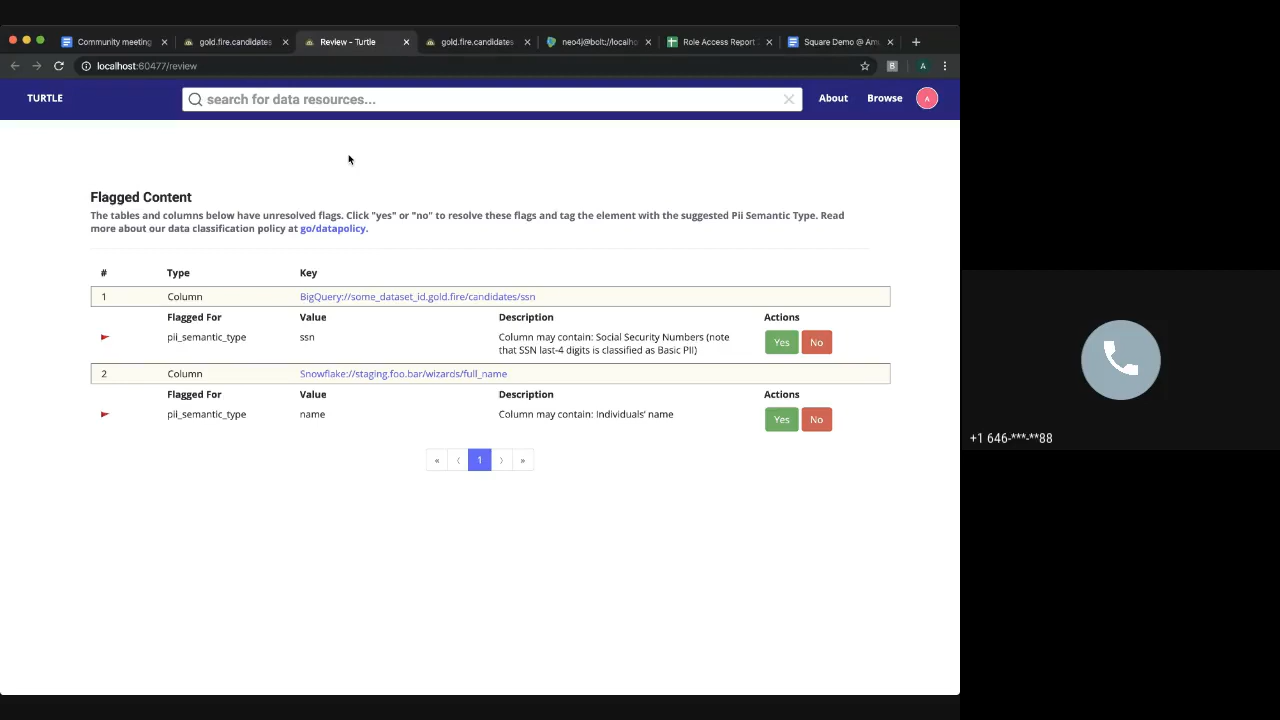 Community meeting
gold.fire.candidates
Review - Turtle
gold.fire.candidates
neo4j@bolt://localho
Role Access Report
Square Demo @ Am
localhost:60477/review
B
A
TURTLE
search for data resources...
About
Browse
A
Flagged Content
The tables and columns below have unresolved flags. Click "yes" or "no" to resolve these flags and tag the element with the suggested Pii Semantic Type. Read
more about our data classification policy at go/datapolicy.
# Type Key
1 Column BigQuery://some_dataset_id.gold.fire/candidates/ssn
Flagged For Value Description Actions
pii_semantic_type ssn Column may contain: Social Security Numbers (note Yes No
that SSN last-4 digits is classified as Basic PII)
2 Column Snowflake://staging.foo.bar/wizards/full_name
Flagged For Value Description Actions
pii_semantic_type name Column may contain: Individuals' name Yes No
« ‹ 1 › »
+1 646-***-**88